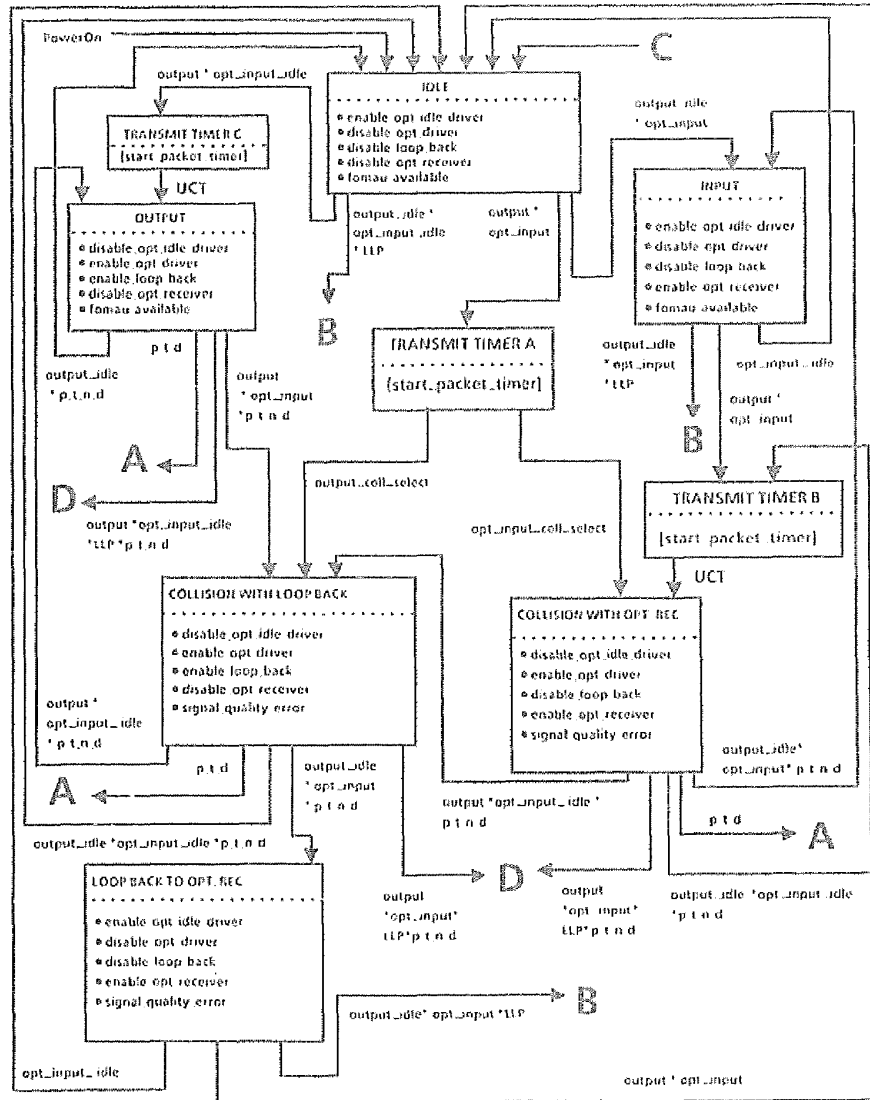 PowerOn
C
output * opt_input_idle
IDLE
• enable opt idle driver
• disable opt driver
• disable loop back
• disable opt receiver
• fomau available
output idle
* opt_input
TRANSMIT TIMER C
[start_packet_timer]
UCT
OUTPUT
• disable opt idle driver
• enable opt driver
• enable loop back
• disable opt receiver
• fomau available
output_idle *
opt_input_idle
* LLP
output *
opt_input
B
INPUT
• enable opt idle driver
• disable opt driver
• disable loop back
• enable opt receiver
• fomau available
output_idle
* p.t.n.d
p t d
output
* opt_input
* p t n d
A
D
output * opt_input_idle
* LLP * p t n d
TRANSMIT TIMER A
[start_packet_timer]
output_idle
* opt_input
* LLP
opt_input_idle
output *
opt_input
B
output_coll_select
opt_input_coll_select
TRANSMIT TIMER B
[start packet timer]
UCT
COLLISION WITH LOOP BACK
• disable opt idle driver
• enable opt driver
• enable loop back
• disable opt receiver
• signal quality error
COLLISION WITH OPT. REC
• disable opt idle driver
• enable opt driver
• disable loop back
• enable opt receiver
• signal quality error
output *
opt_input_idle
* p t n d
p t d
A
output_idle
* opt_input
* p t n d
output * opt_input_idle *
p t n d
output_idle *
opt_input * p t n d
p t d
A
output_idle * opt_input_idle * p t n d
LOOP BACK TO OPT. REC
• enable opt idle driver
• disable opt driver
• disable loop back
• enable opt receiver
• signal quality error
D
output
* opt_input *
LLP * p t n d
output
* opt_input *
LLP * p t n d
output_idle * opt_input_idle
* p t n d
B
output_idle * opt_input * LLP
opt_input_idle
output * opt_input